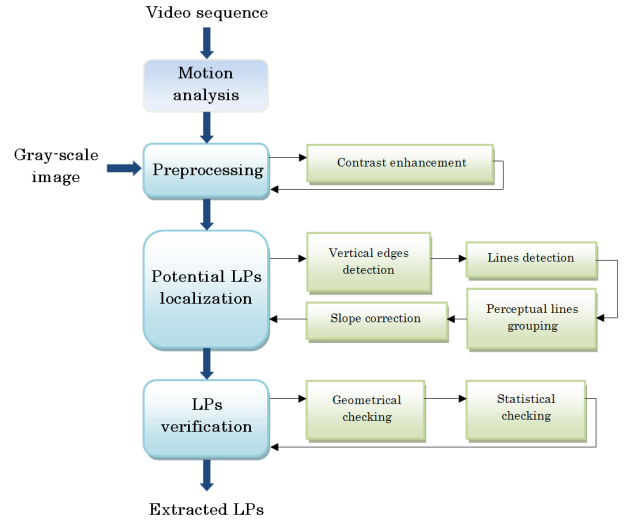 Video sequence
Motion
analysis
Gray-scale
image
Preprocessing
Contrast enhancement
Potential LPs
localization
Vertical edges
detection
Lines detection
Perceptual lines
grouping
Slope correction
LPs
verification
Geometrical
checking
Statistical
checking
Extracted LPs